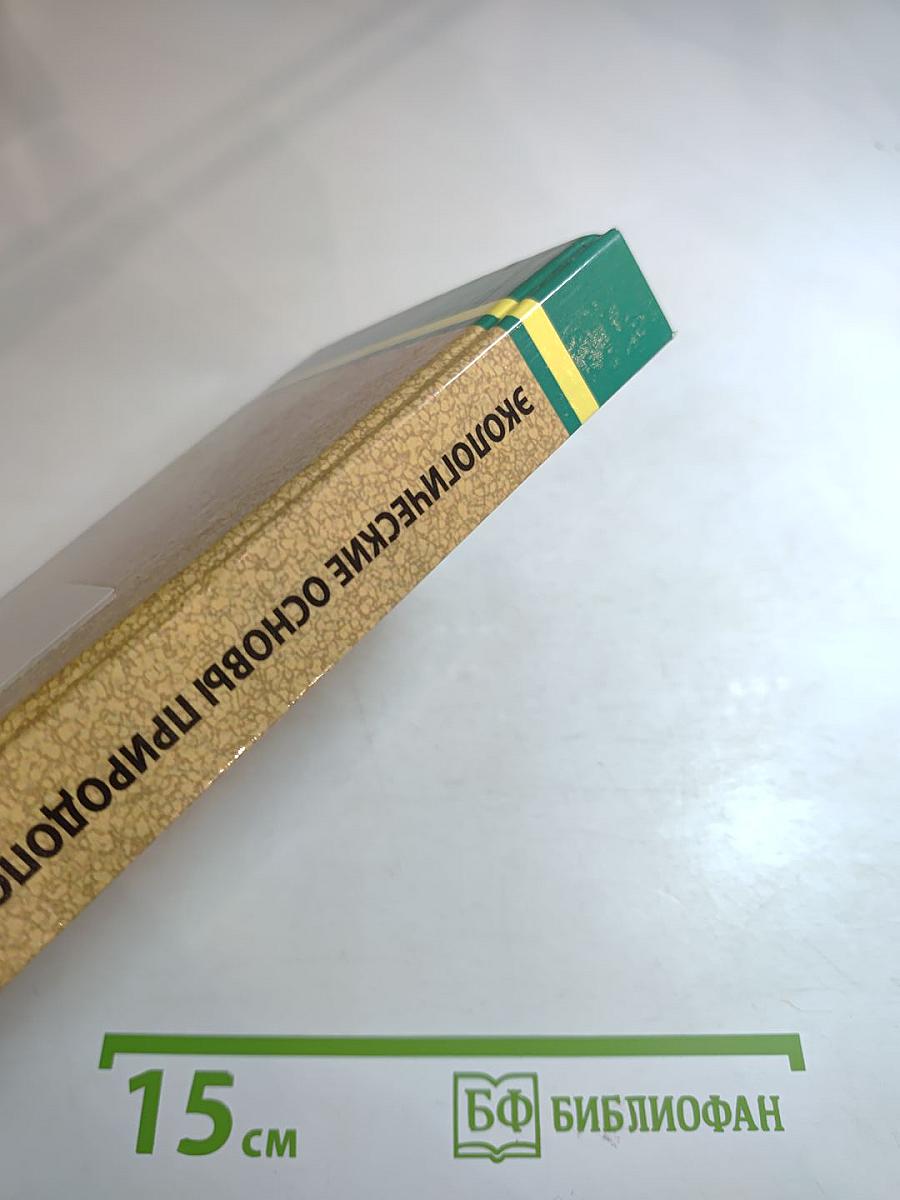 ЭКОЛОГИЧЕСКИЕ ОСНОВЫ ПРИРОДОПО
15 см
БФ БИБЛИОФАН